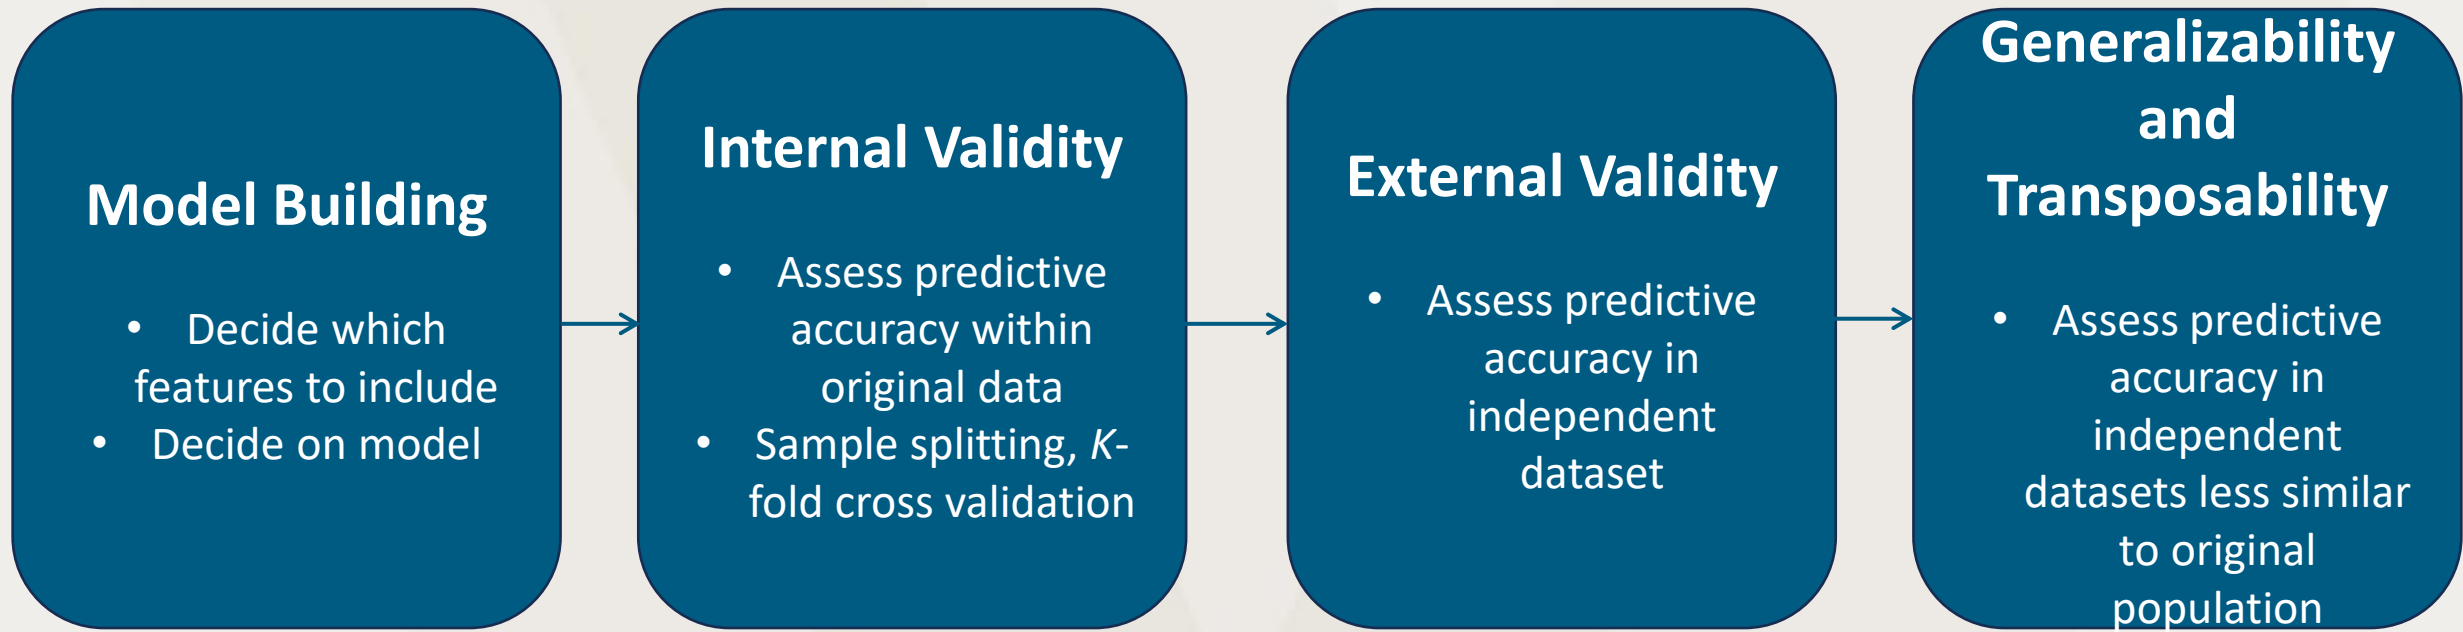 Model Building
• Decide which
features to include
• Decide on model
Internal Validity
• Assess predictive
accuracy within
original data
• Sample splitting, K-
fold cross validation
External Validity
• Assess predictive
accuracy in
independent
dataset
Generalizability
and
Transposability
• Assess predictive
accuracy in
independent
datasets less similar
to original
population